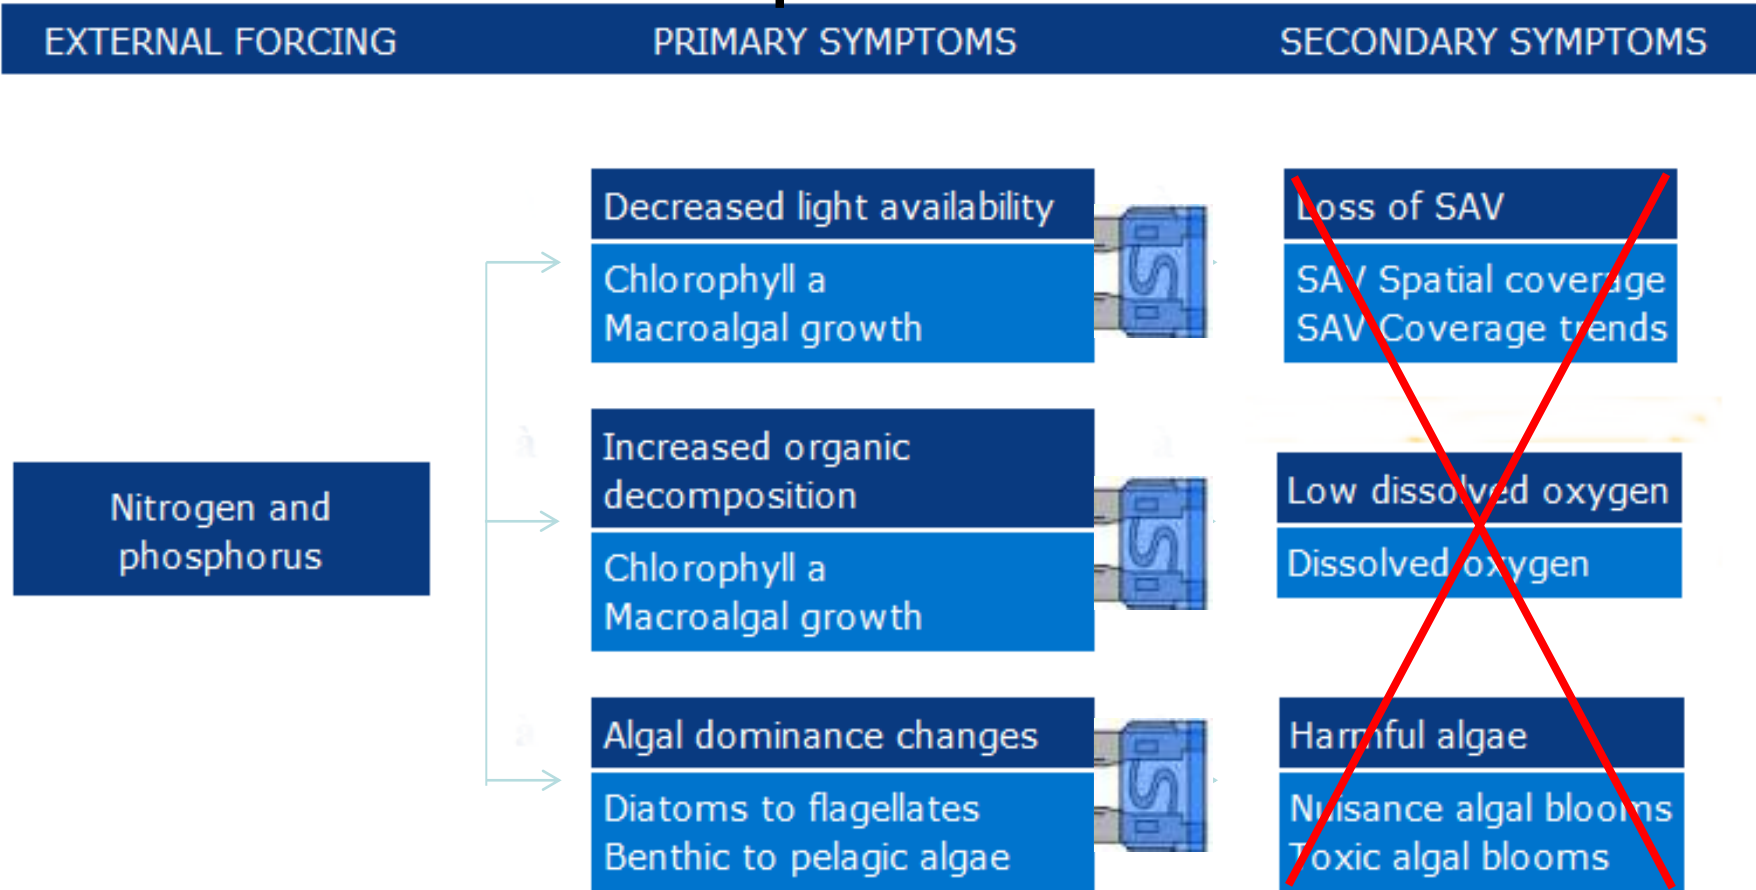 EXTERNAL FORCING
PRIMARY SYMPTOMS
SECONDARY SYMPTOMS
Nitrogen and
phosphorus
Decreased light availability
Chlorophyll a
Macroalgal growth
Loss of SAV
SAV Spatial coverage
SAV Coverage trends
à
Increased organic
decomposition
Chlorophyll a
Macroalgal growth
à
Low dissolved oxygen
Dissolved oxygen
à
Algal dominance changes
Diatoms to flagellates
Benthic to pelagic algae
Harmful algae
Nuisance algal blooms
Toxic algal blooms